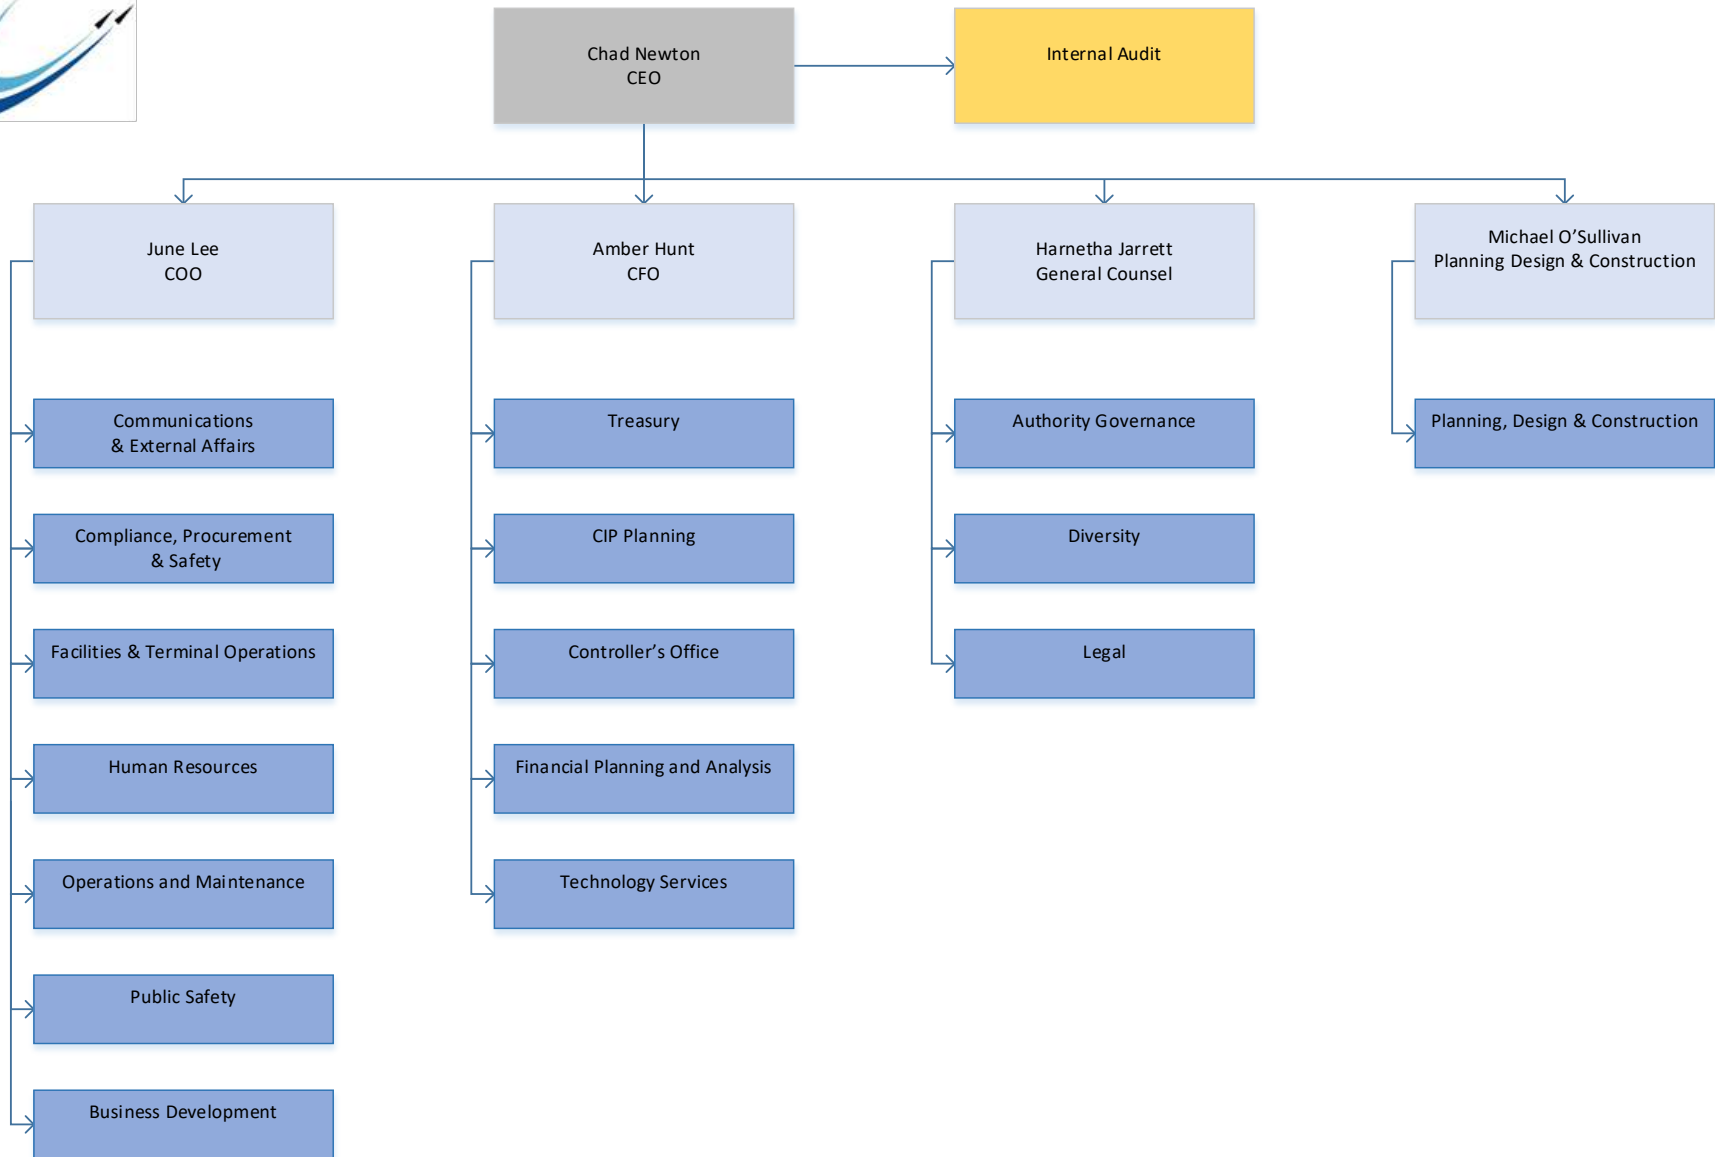 Chad Newton
CEO
Internal Audit
June Lee
COO
Amber Hunt
CFO
Harnetha Jarrett
General Counsel
Michael O’Sullivan
Planning Design & Construction
Communications
& External Affairs
Compliance, Procurement
& Safety
Facilities & Terminal Operations
Human Resources
Operations and Maintenance
Public Safety
Business Development
Treasury
CIP Planning
Controller’s Office
Financial Planning and Analysis
Technology Services
Authority Governance
Diversity
Legal
Planning, Design & Construction